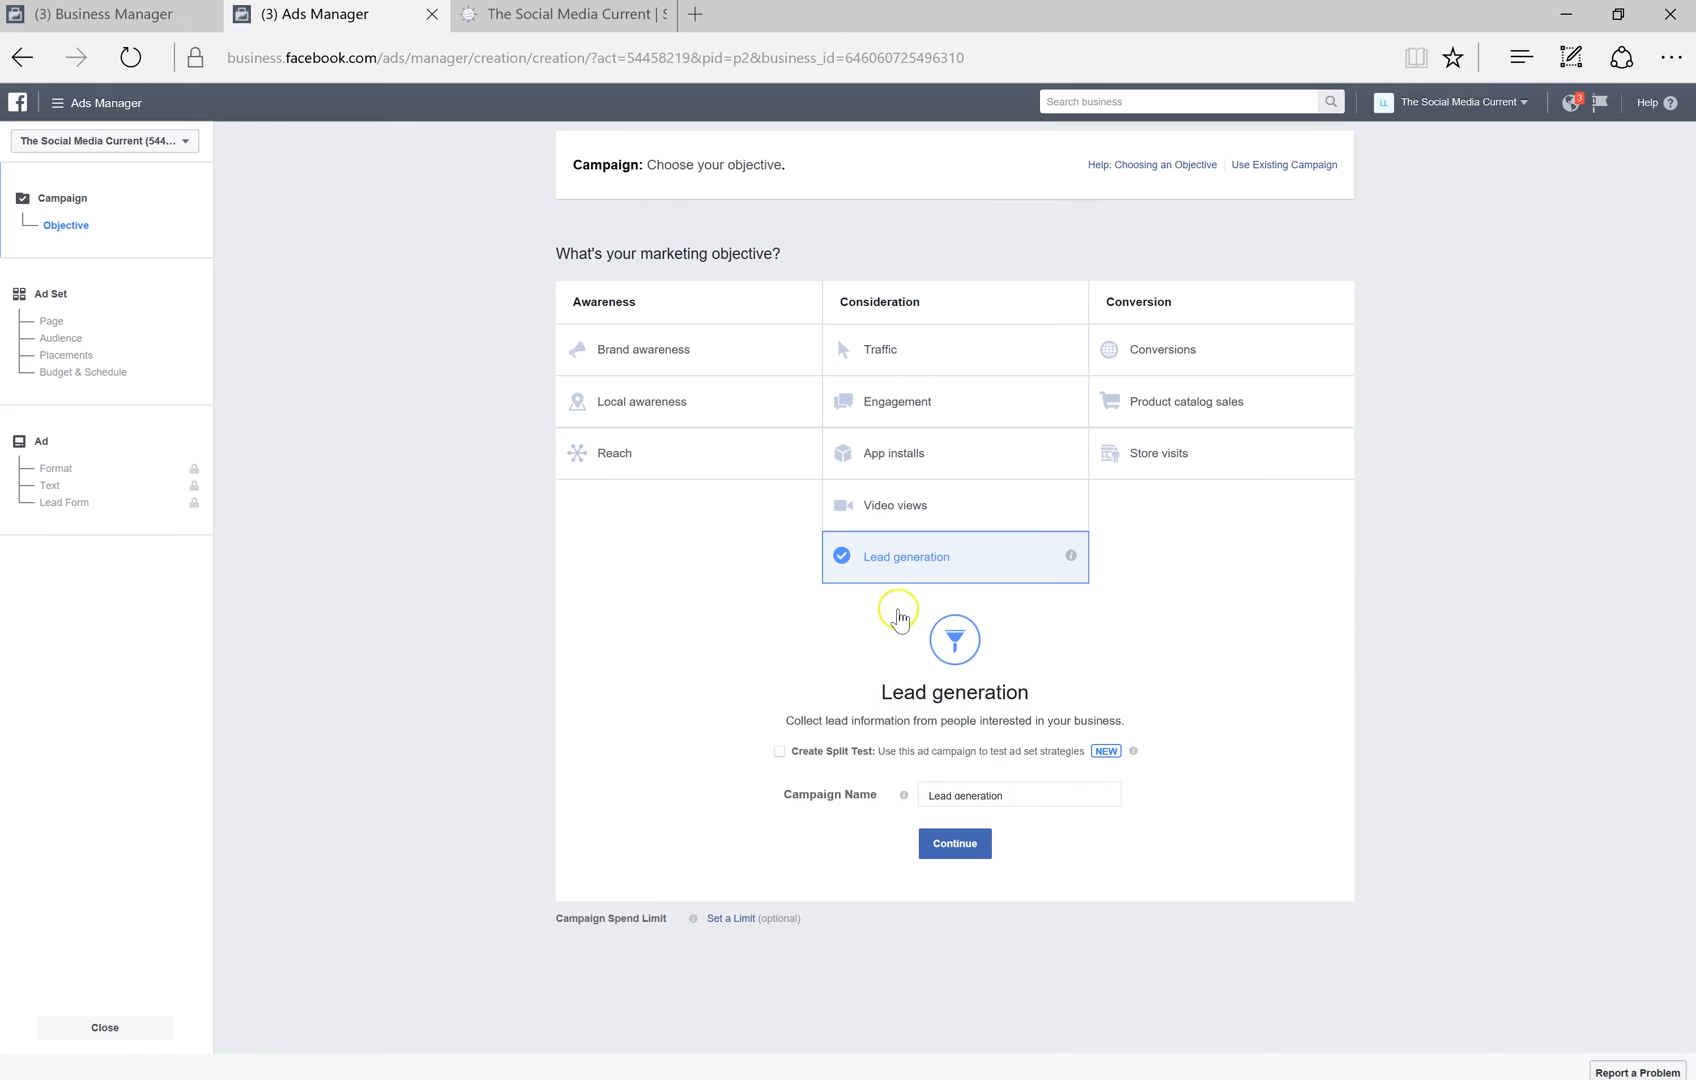 (3) Business Manager
(3) Ads Manager
The Social Media Current | S
business.facebook.com/ads/manager/creation/creation/?act=54458219&pid=p2&business_id=646060725496310
Ads Manager
Search business
LL
The Social Media Current
3
Help
The Social Media Current (544...
Campaign
Objective
Ad Set
Page
Audience
Placements
Budget & Schedule
Ad
Format
Text
Lead Form
Close
Campaign: Choose your objective.
Help: Choosing an Objective
Use Existing Campaign
What's your marketing objective?
Awareness
Consideration
Conversion
Brand awareness
Traffic
Conversions
Local awareness
Engagement
Product catalog sales
Reach
App installs
Store visits
Video views
Lead generation
Lead generation
Collect lead information from people interested in your business.
Create Split Test: Use this ad campaign to test ad set strategies NEW
Campaign Name
Lead generation
Continue
Campaign Spend Limit
Set a Limit (optional)
Report a Problem